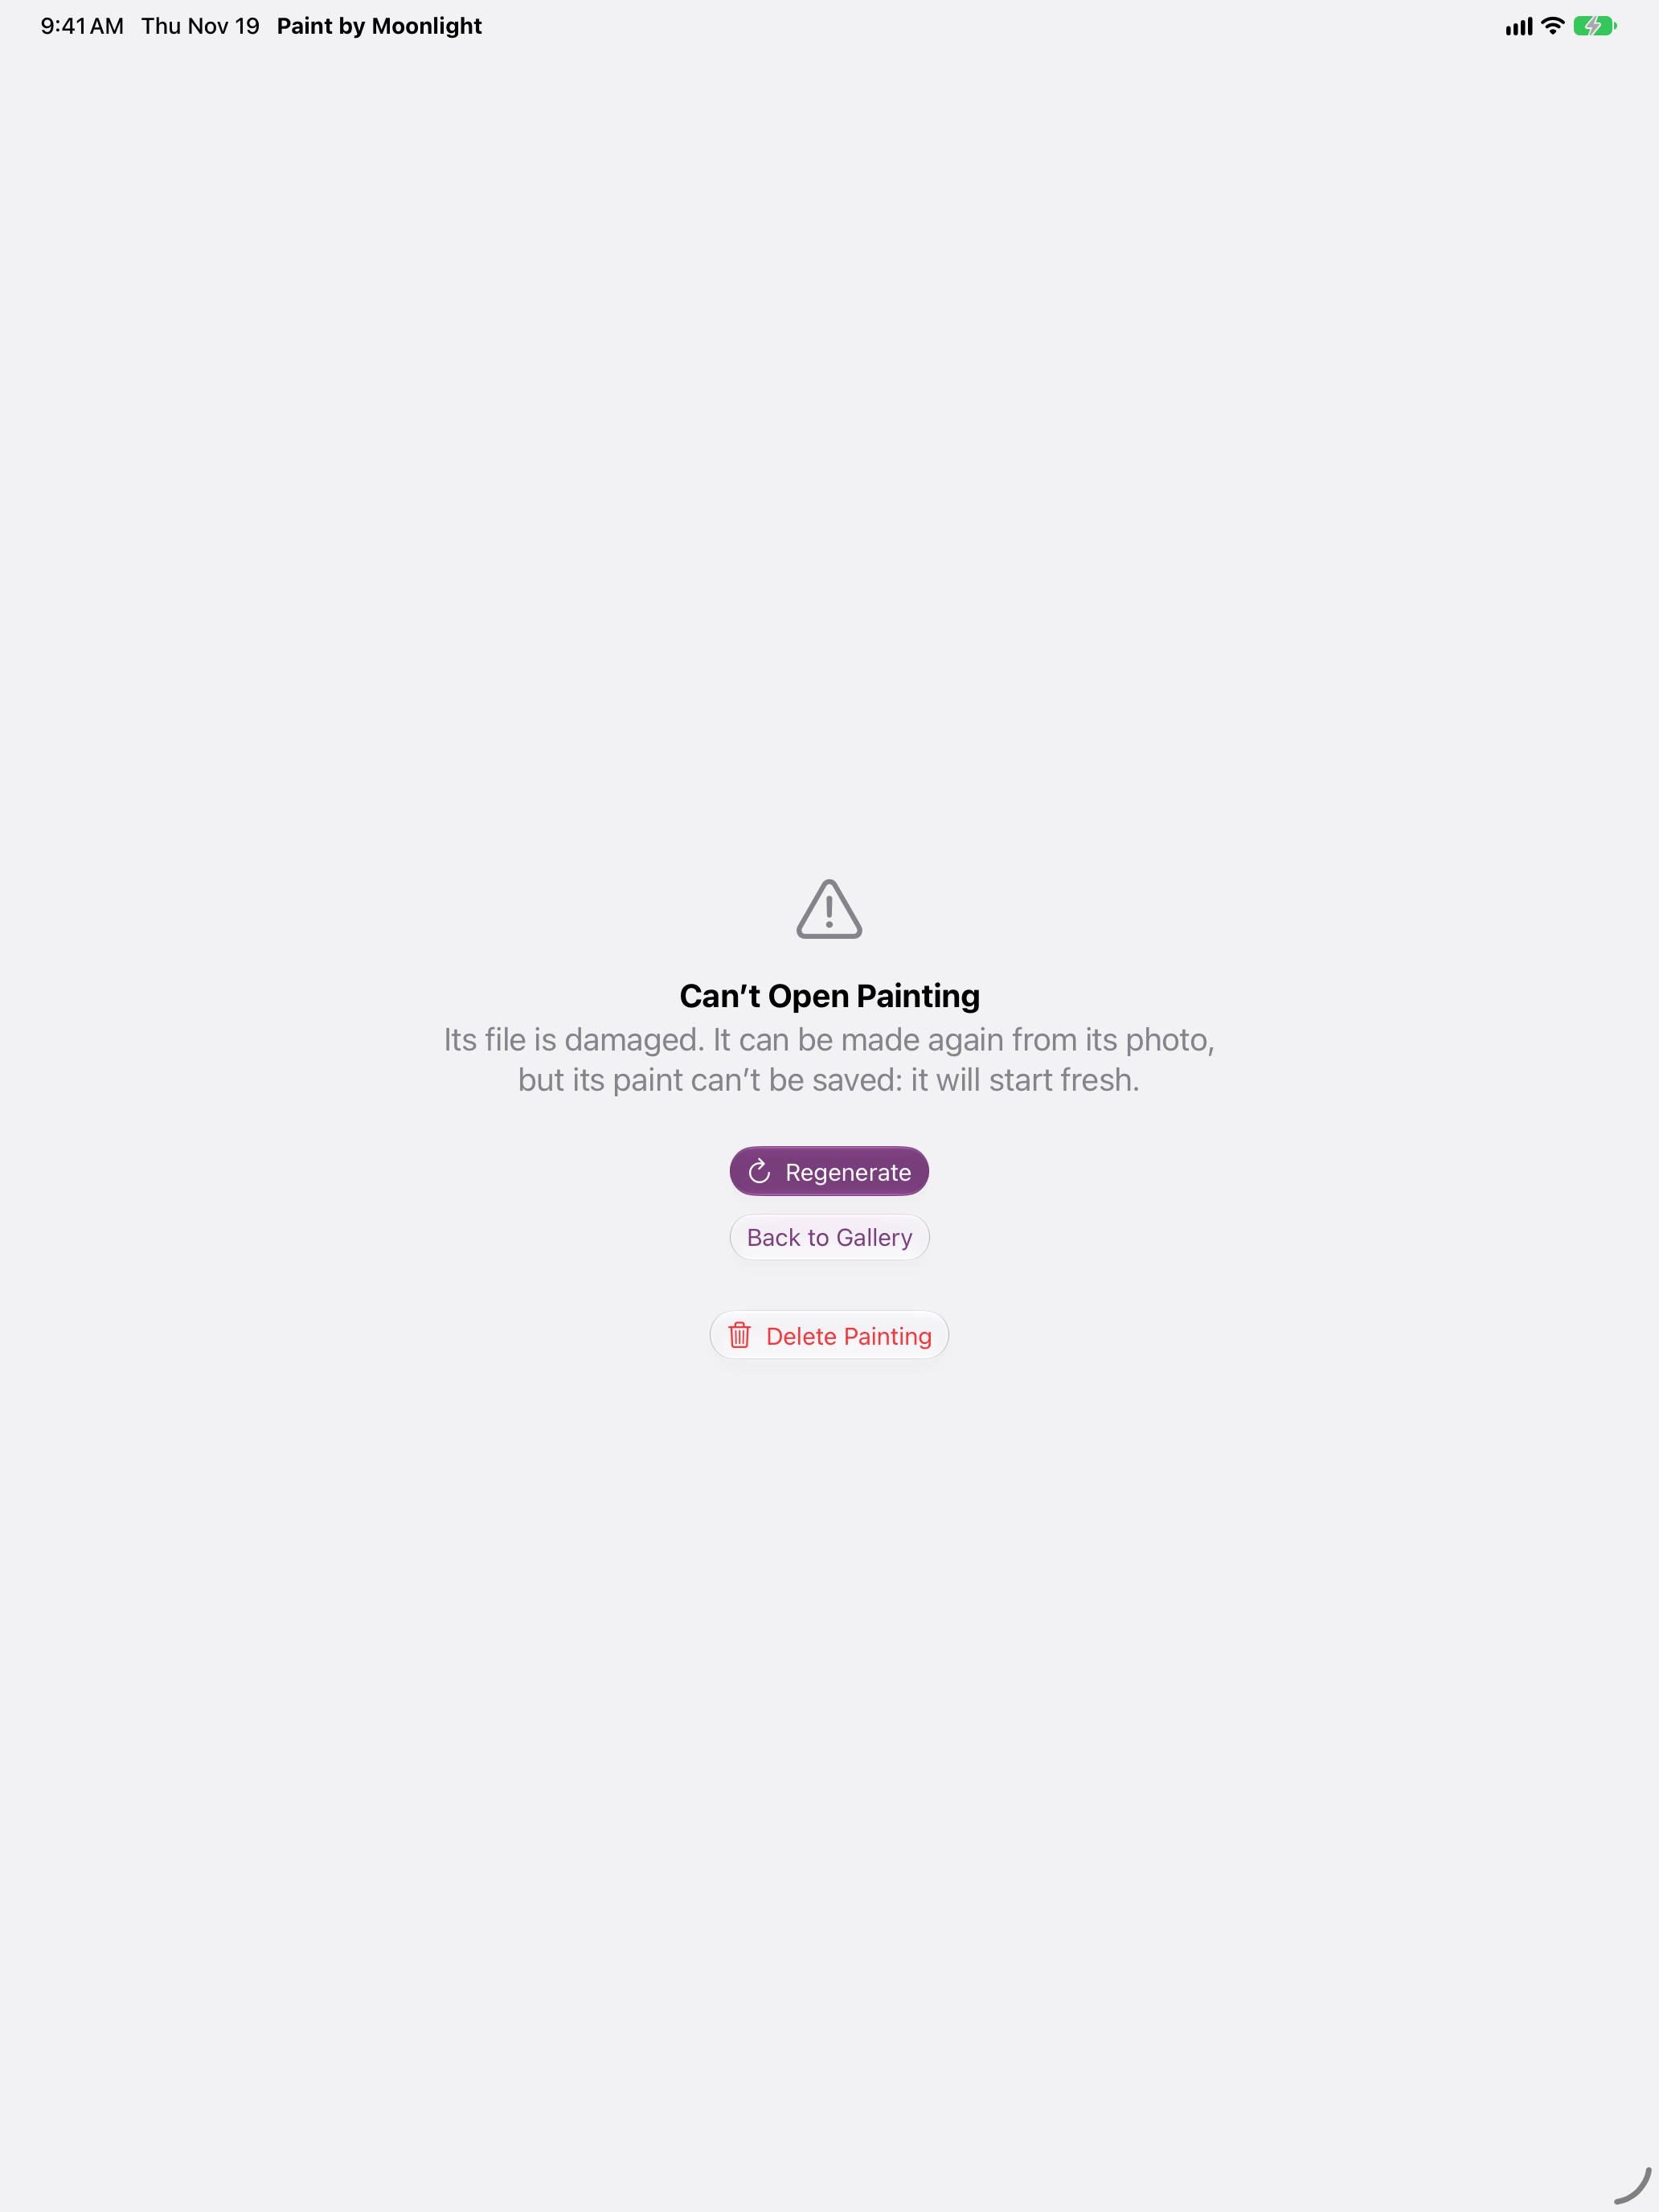 9:41 AM Thu Nov 19 Paint by Moonlight
Can’t Open Painting
Its file is damaged. It can be made again from its photo,
but its paint can’t be saved: it will start fresh.
Regenerate
Back to Gallery
Delete Painting